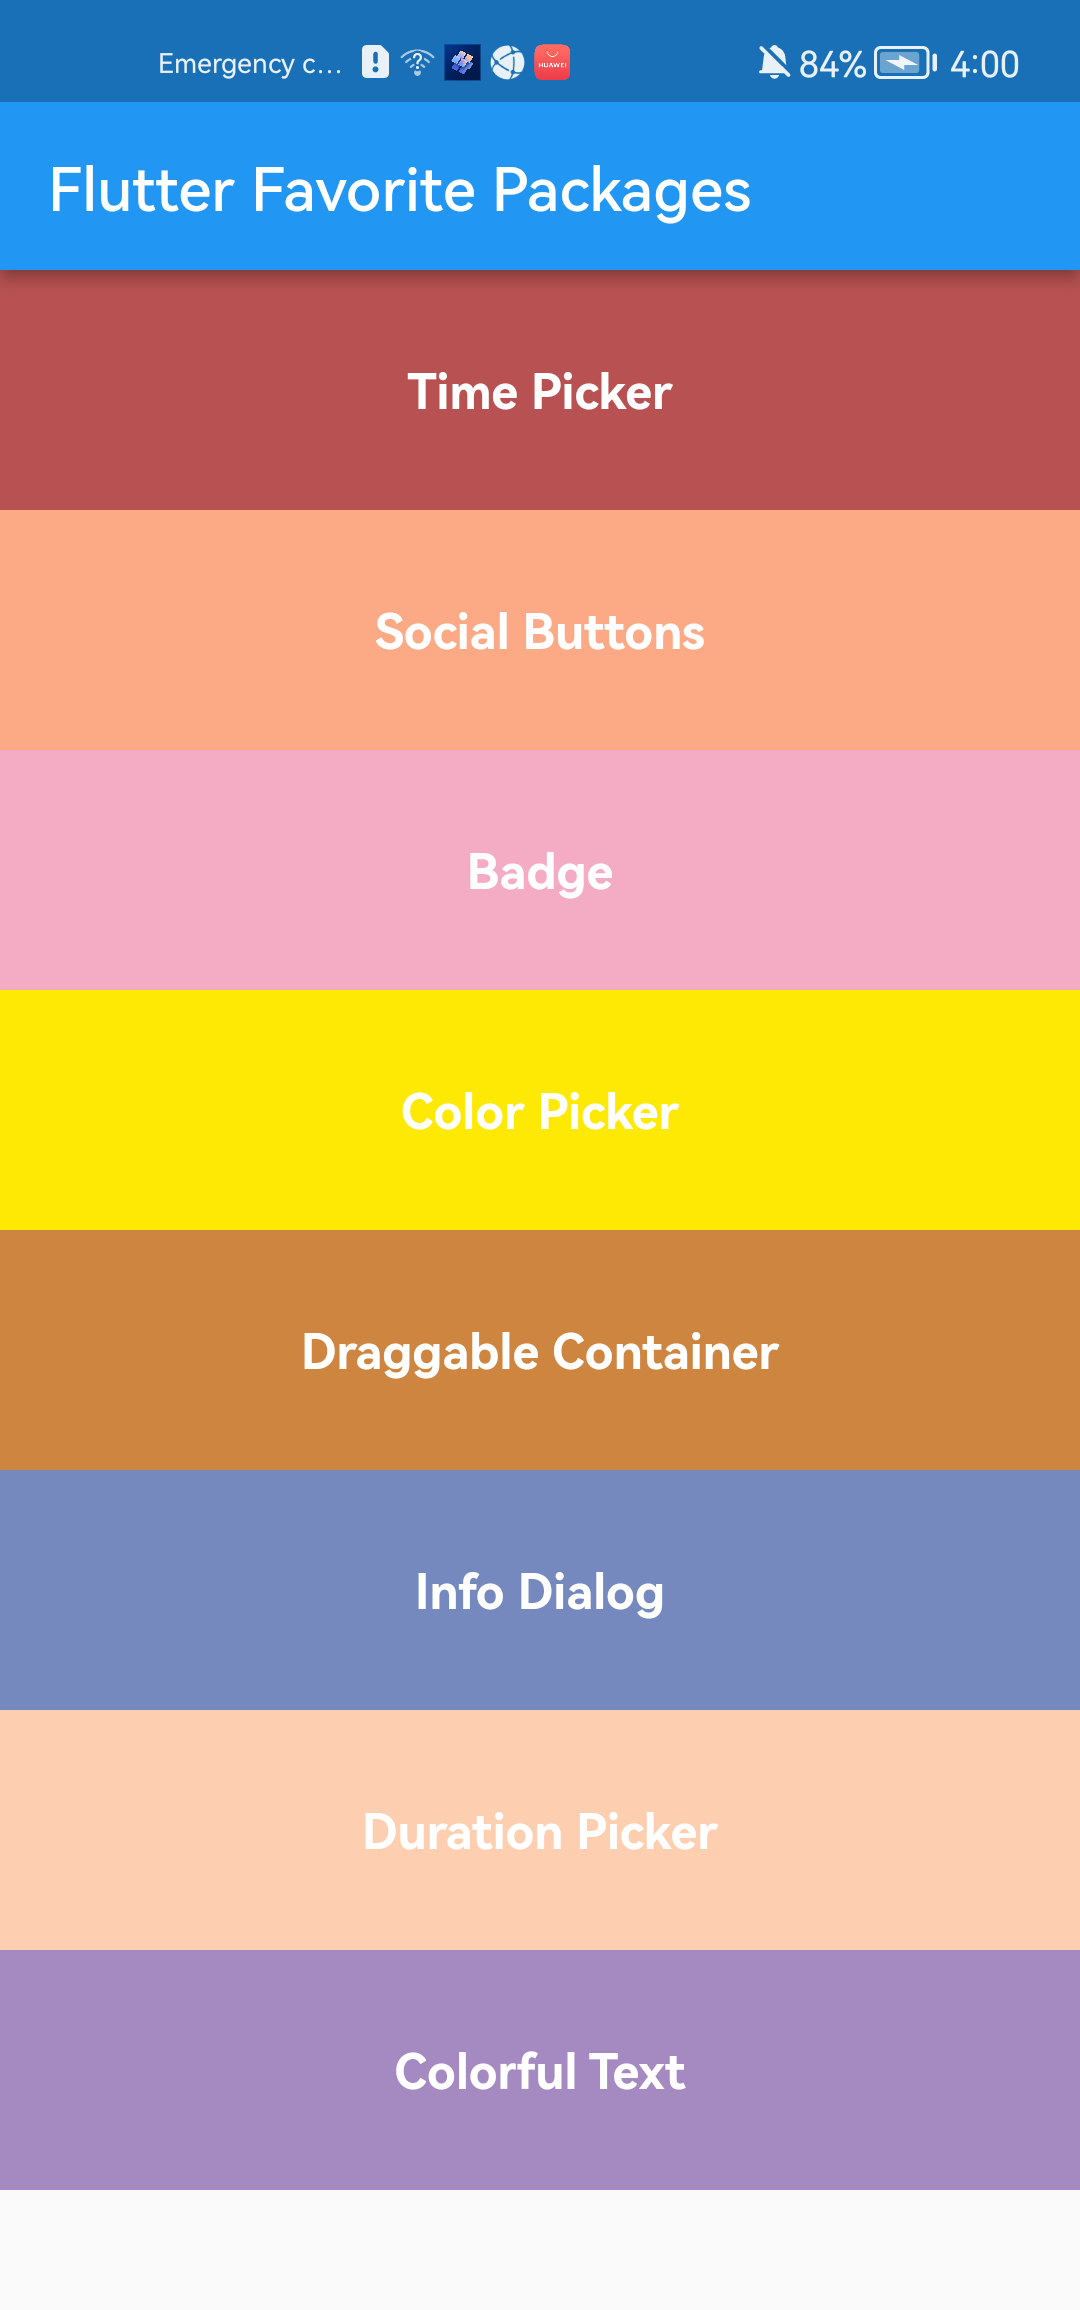 Emergency c... HUAWEI 84% 4:00
Flutter Favorite Packages
Time Picker
Social Buttons
Badge
Color Picker
Draggable Container
Info Dialog
Duration Picker
Colorful Text